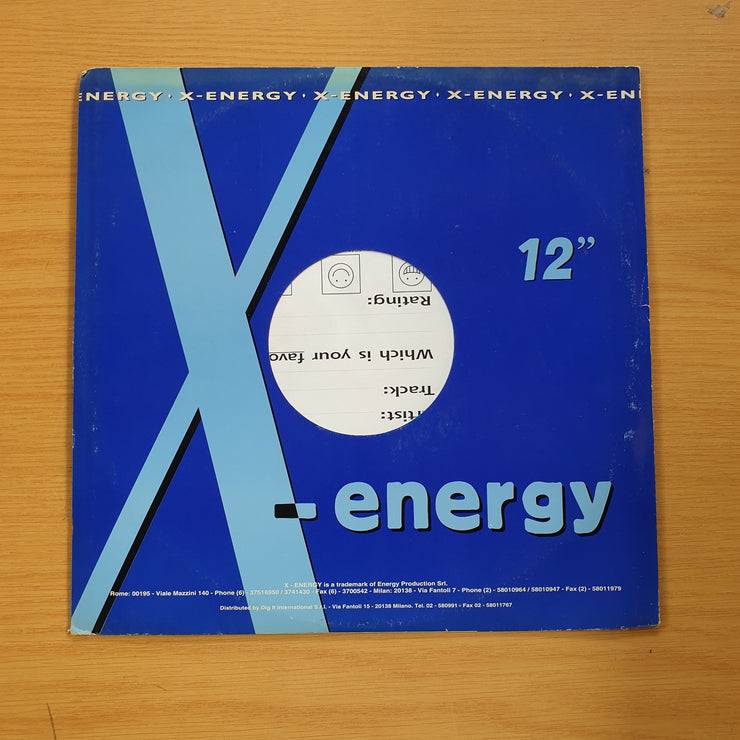 ENERGY · X-ENERGY · X-ENERGY · X-ENERGY · X-EN
12”
Rating:
Which is your favo
Track:
rtist:
X-energy
X - ENERGY is a trademark of Energy Production Srl.
Rome: 00195 - Viale Mazzini 140 - Phone (6) - 37516950 / 3741430 - Fax (6) - 3700542 - Milan: 20138 - Via Fantoli 7 - Phone (2) - 58010964 / 58010947 - Fax (2) - 58011979
Distributed by Dig It International S.r.l. - Via Fantoli 15 - 20138 Milano. Tel. 02 - 580991 - Fax 02 - 58011767